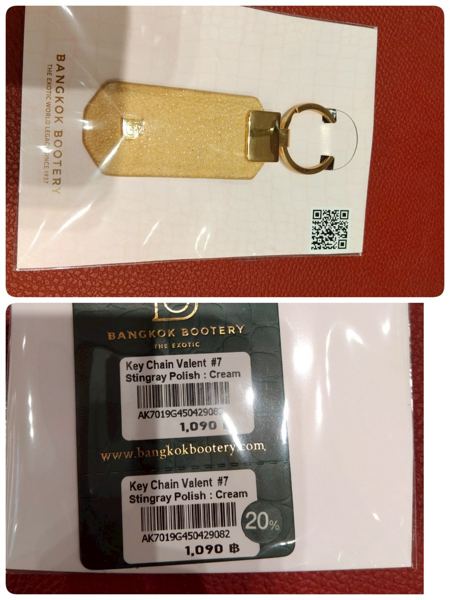 BANGKOK BOOTERY
THE EXOTIC WORLD LEGACY SINCE 1937
BANGKOK BOOTERY
THE EXOTIC
Key Chain Valent #7
Stingray Polish : Cream
AK7019G450429082
1,090 ฿
www.bangkokbootery.com
Key Chain Valent #7
Stingray Polish : Cream
AK7019G450429082
1,090 ฿
20%